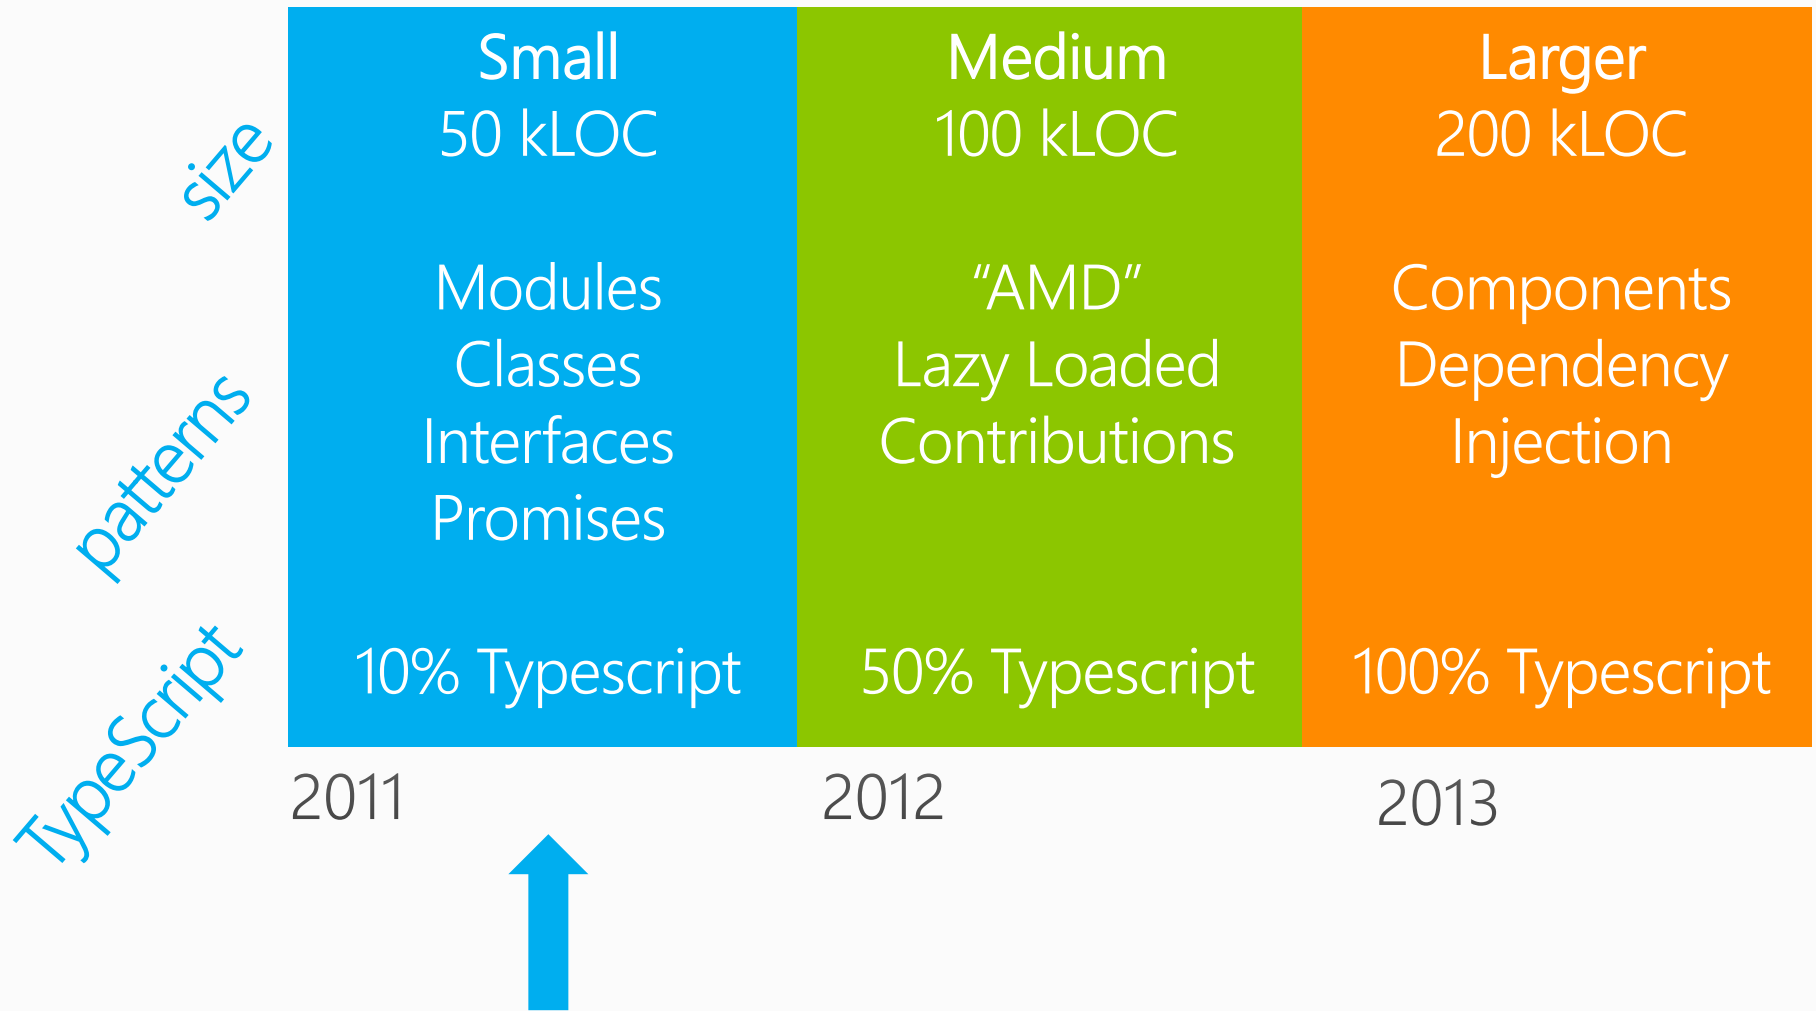 size
patterns
TypeScript
Small
50 kLOC
Modules
Classes
Interfaces
Promises
10% Typescript
Medium
100 kLOC
“AMD”
Lazy Loaded
Contributions
50% Typescript
Larger
200 kLOC
Components
Dependency
Injection
100% Typescript
2011
2012
2013